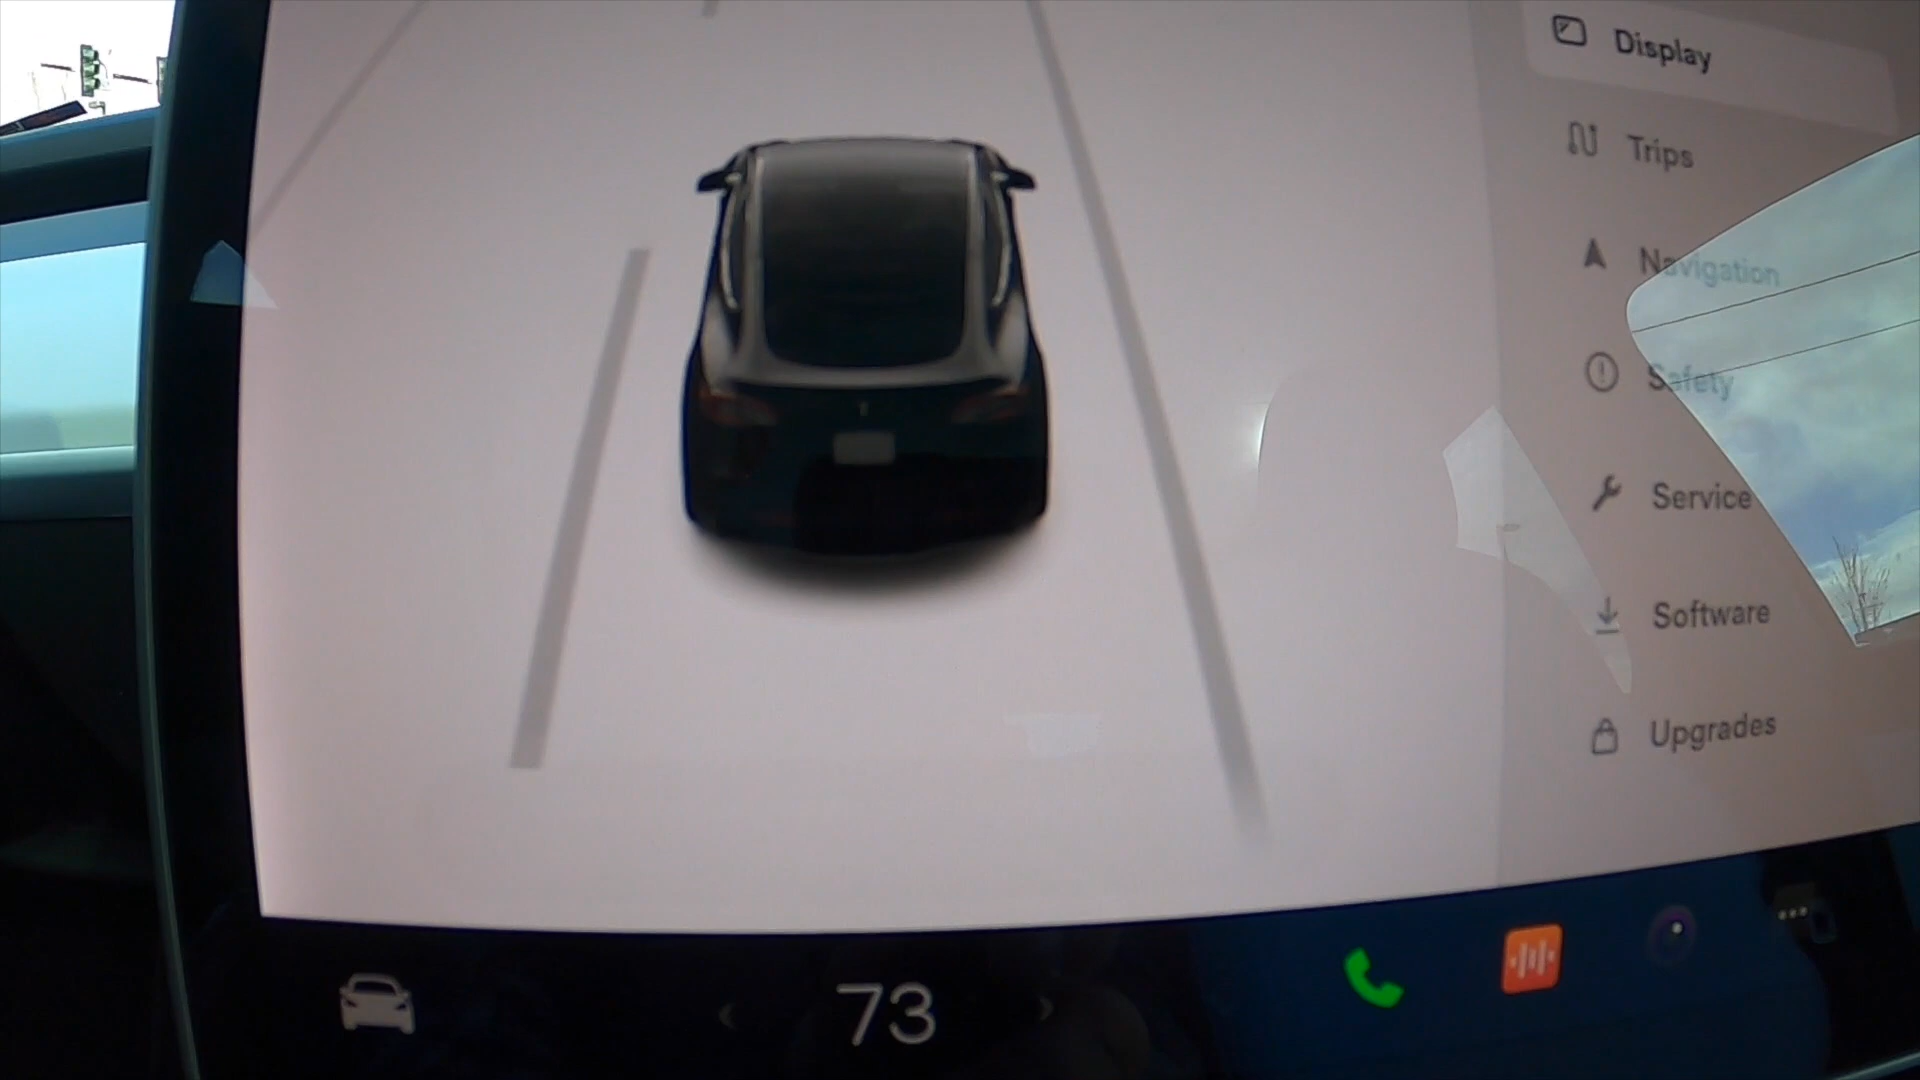 Display
Trips
Navigation
Safety
Service
Software
Upgrades
73